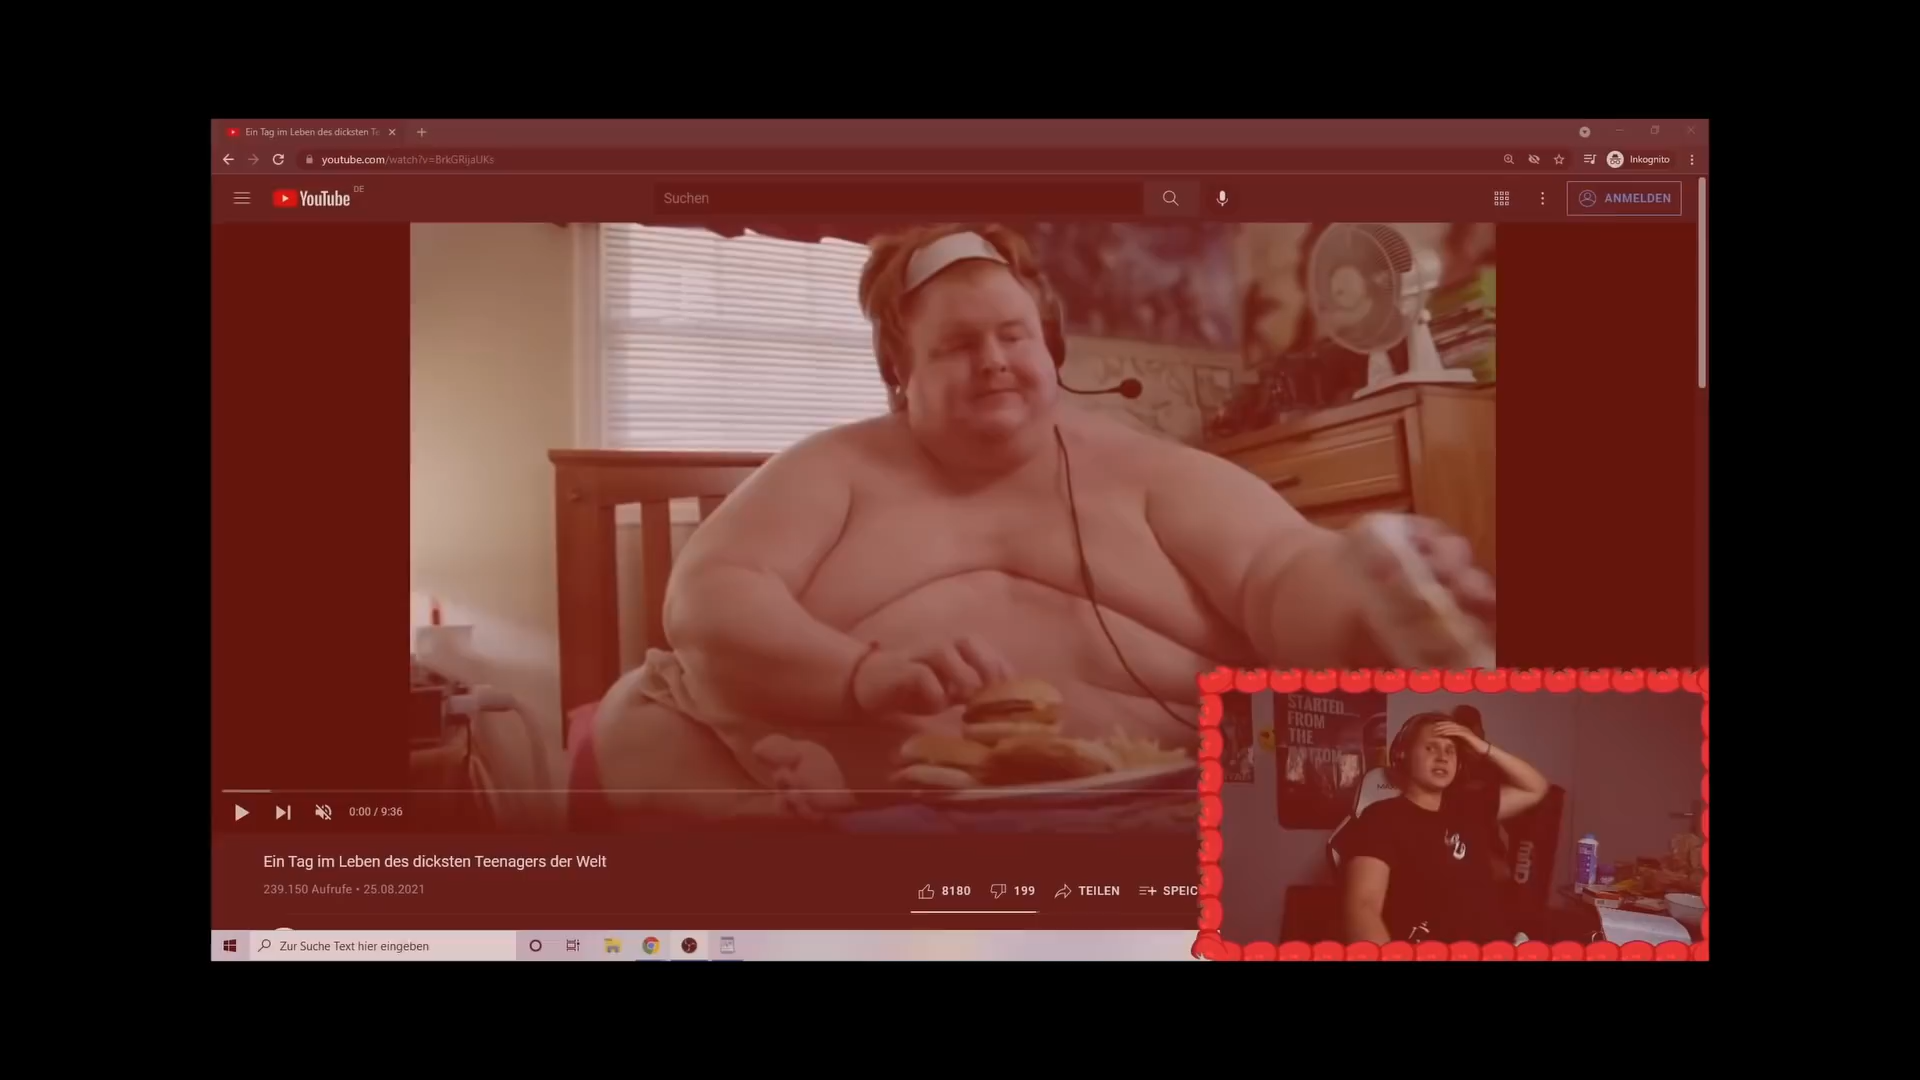 Ein Tag im Leben des dicksten Te
youtube.com/watch?v=BrkGRijaUKs
Inkognito
YouTube DE
Suchen
ANMELDEN
STARTED
FROM
THE
BOTTOM
0:00 / 9:36
Ein Tag im Leben des dicksten Teenagers der Welt
239.150 Aufrufe • 25.08.2021
8180
199
TEILEN
SPEIC
Zur Suche Text hier eingeben